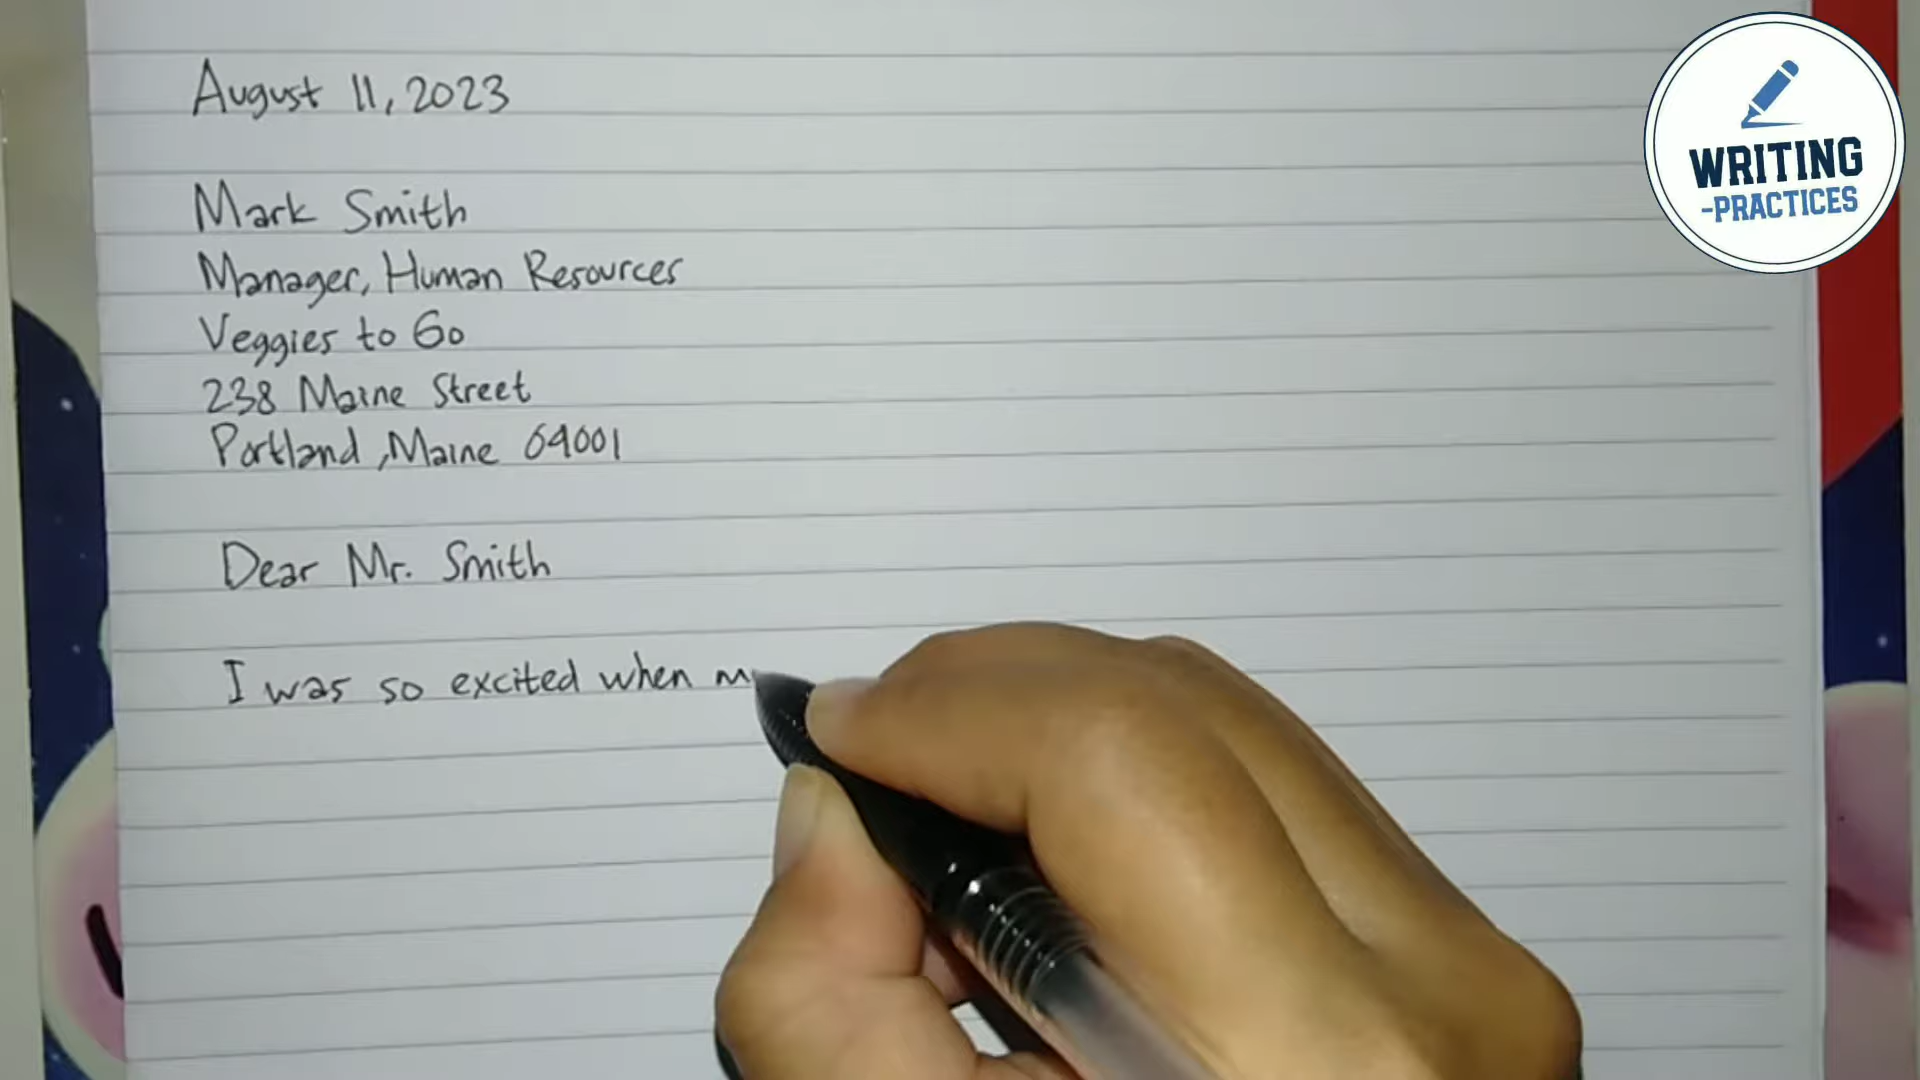 August 11, 2023
Mark Smith
Manager, Human Resources
Veggies to Go
238 Maine Street
Portland, Maine 04001
Dear Mr. Smith
I was so excited when m
WRITING
-PRACTICES